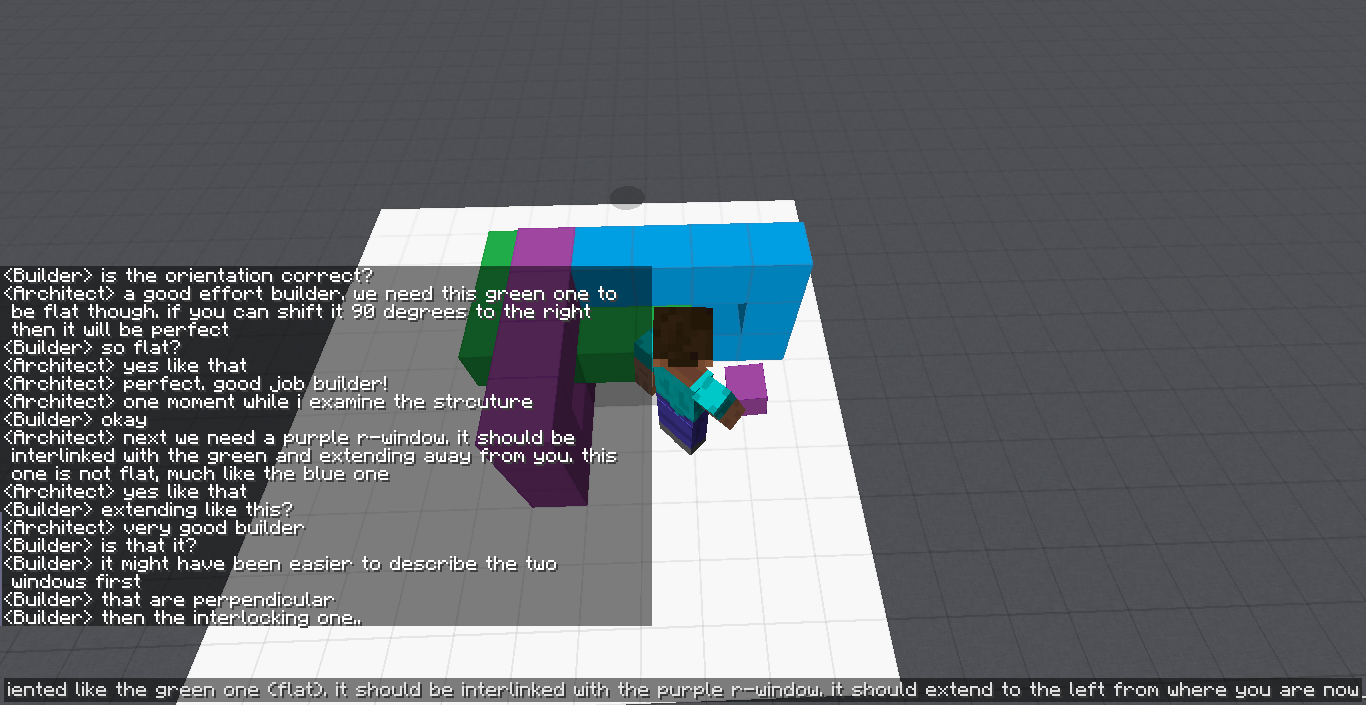 <Builder> is the orientation correct?
<Architect> a good effort builder. we need this green one to
be flat though. if you can shift it 90 degrees to the right
then it will be perfect
<Builder> so flat?
<Architect> yes like that
<Architect> perfect. good job builder!
<Architect> one moment while i examine the strcuture
<Builder> okay
<Architect> next we need a purple r-window. it should be
interlinked with the green and extending away from you. this
one is not flat, much like the blue one
<Architect> yes like that
<Builder> extending like this?
<Architect> very good builder
<Builder> is that it?
<Builder> it might have been easier to describe the two
windows first
<Builder> that are perpendicular
<Builder> then the interlocking one..
iented like the green one (flat). it should be interlinked with the purple r-window. it should extend to the left from where you are now_